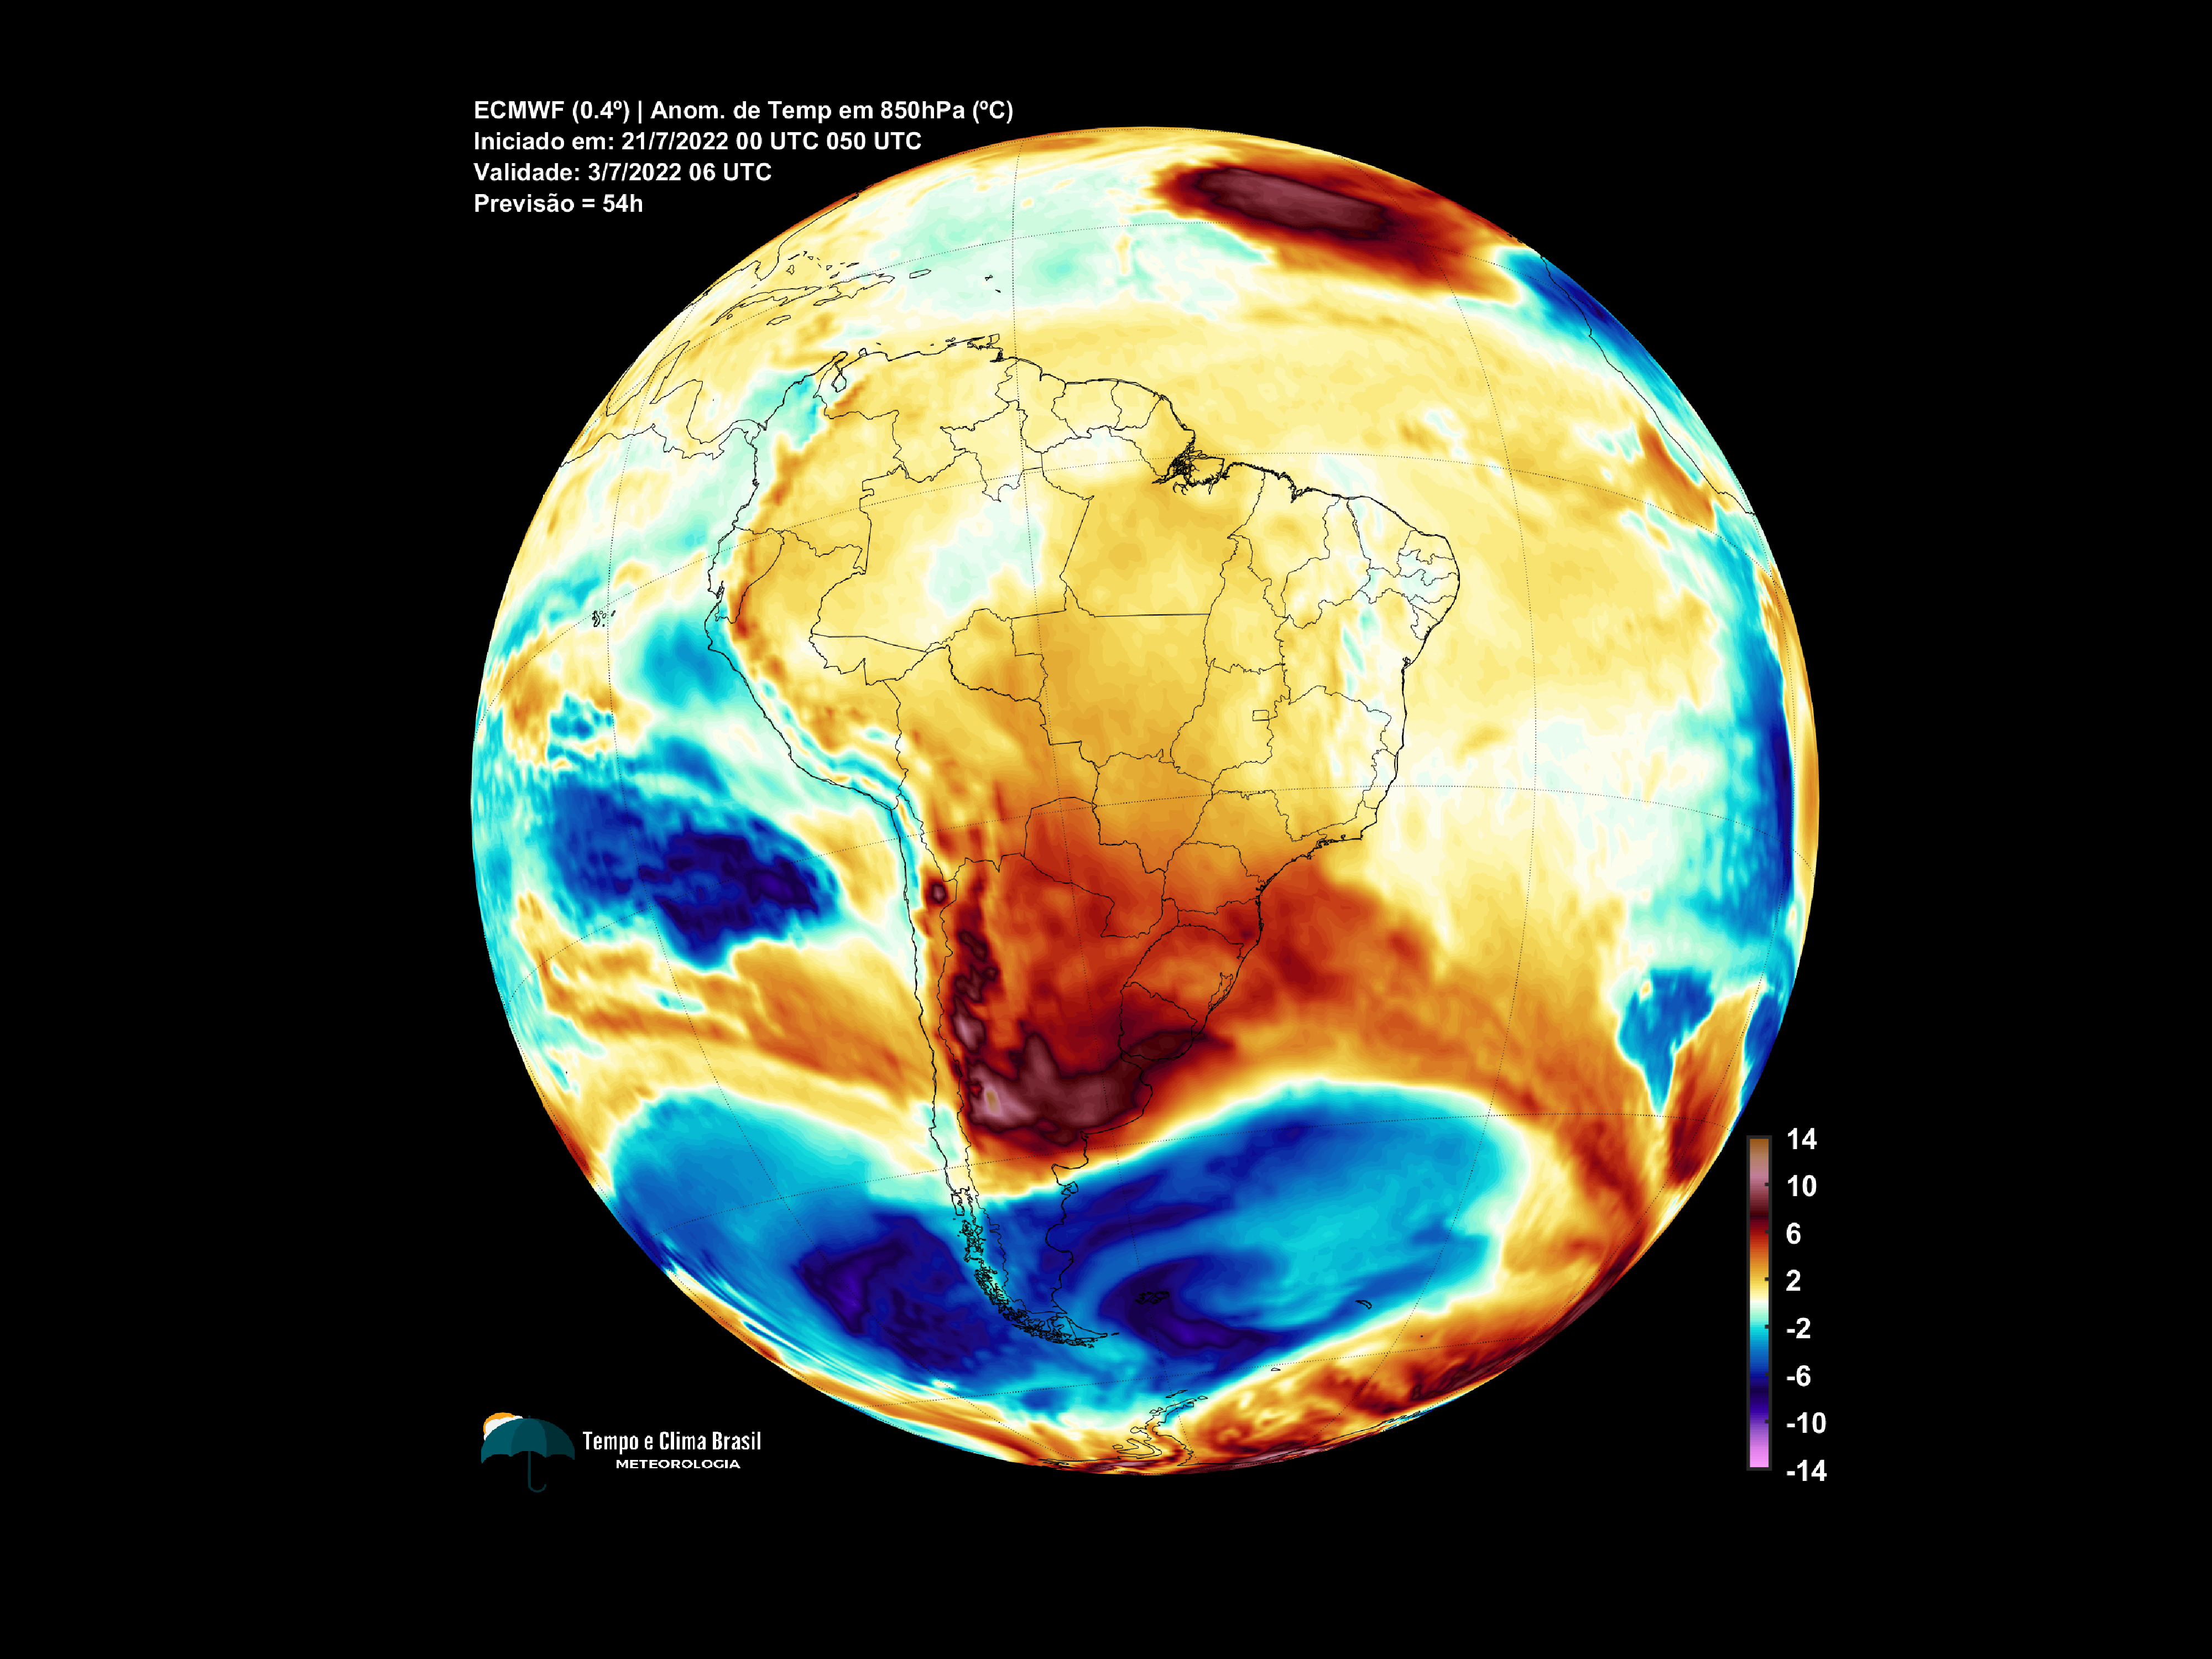 ECMWF (0.4º) | Anom. de Temp em 850hPa (ºC)
Iniciado em: 21/7/2022 00 UTC 050 UTC
Validade: 3/7/2022 06 UTC
Previsão = 54h
14
10
6
2
-2
-6
-10
-14
Tempo e Clima Brasil
METEOROLOGIA